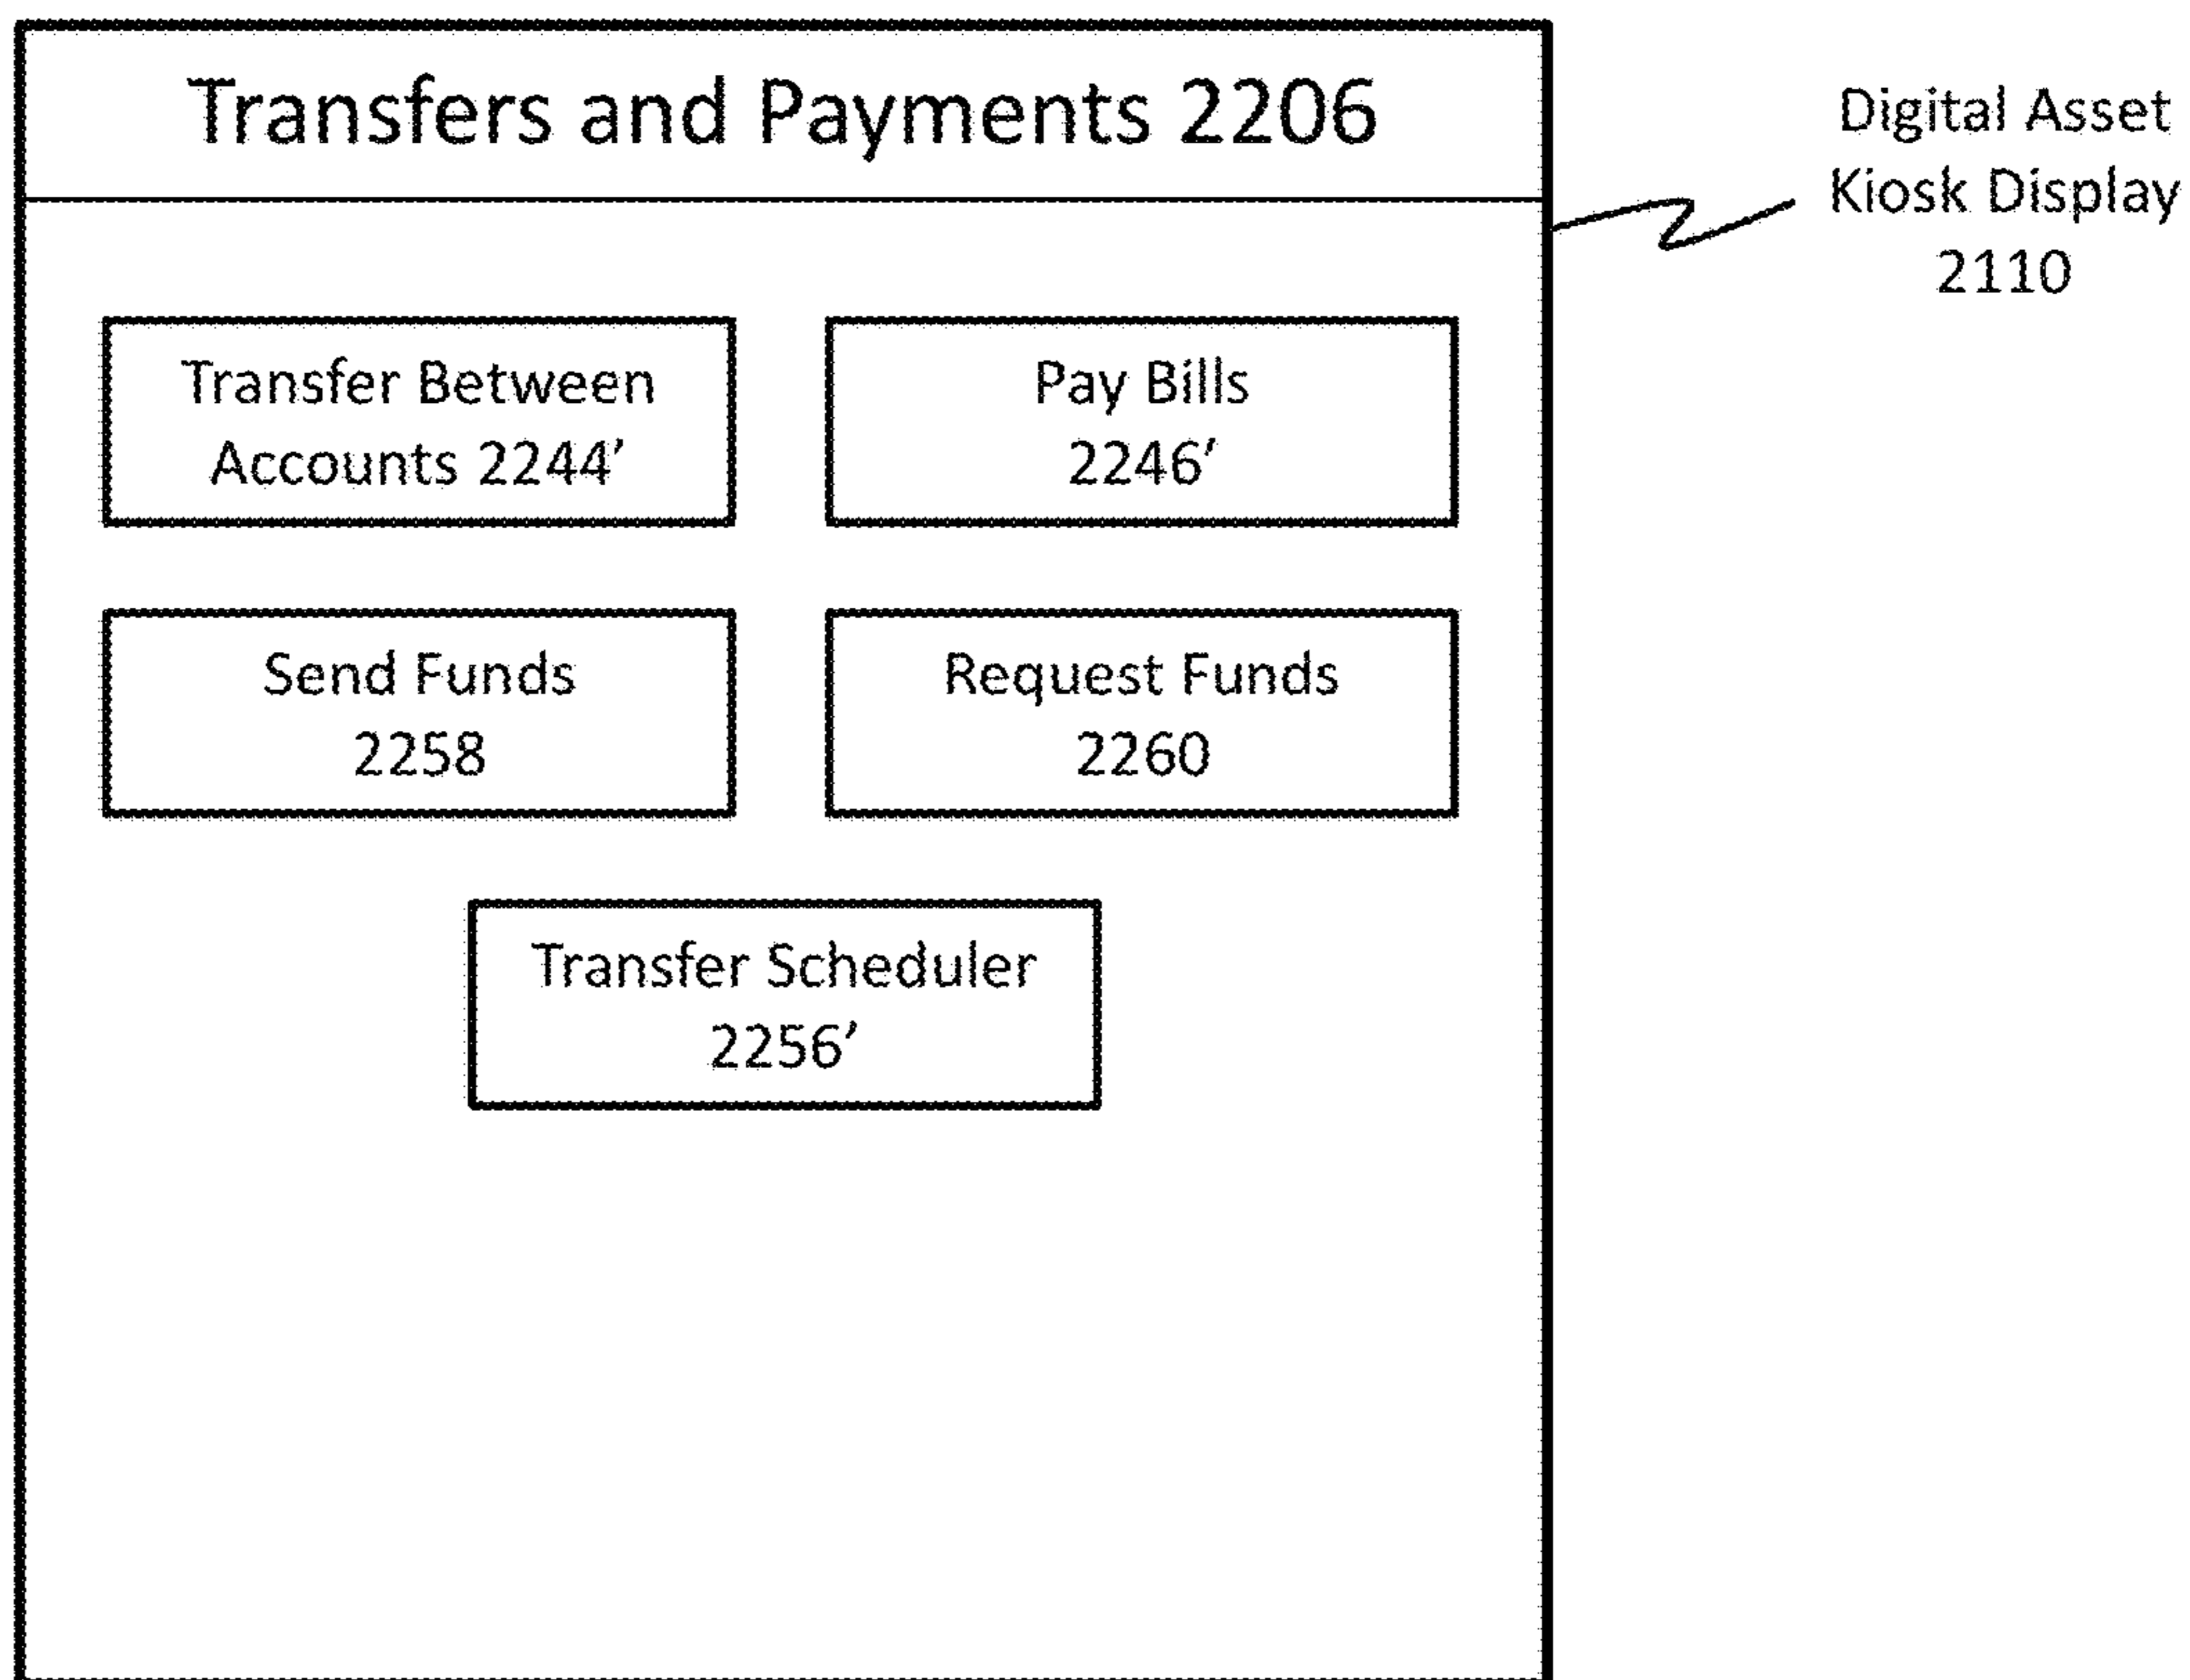 Transfers and Payments 2206
Digital Asset
Kiosk Display
2110
Transfer Between
Accounts 2244’
Pay Bills
2246’
Send Funds
2258
Request Funds
2260
Transfer Scheduler
2256’